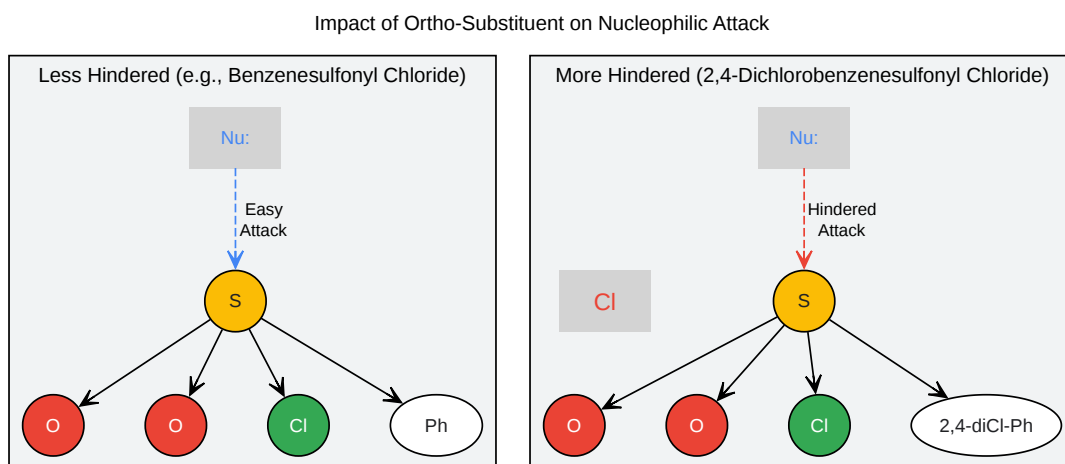 Impact of Ortho-Substituent on Nucleophilic Attack
Less Hindered (e.g., Benzenesulfonyl Chloride)
Nu:
Easy
Attack
S
O
O
Cl
Ph
More Hindered (2,4-Dichlorobenzenesulfonyl Chloride)
Nu:
Hindered
Attack
Cl
S
O
O
Cl
2,4-diCl-Ph